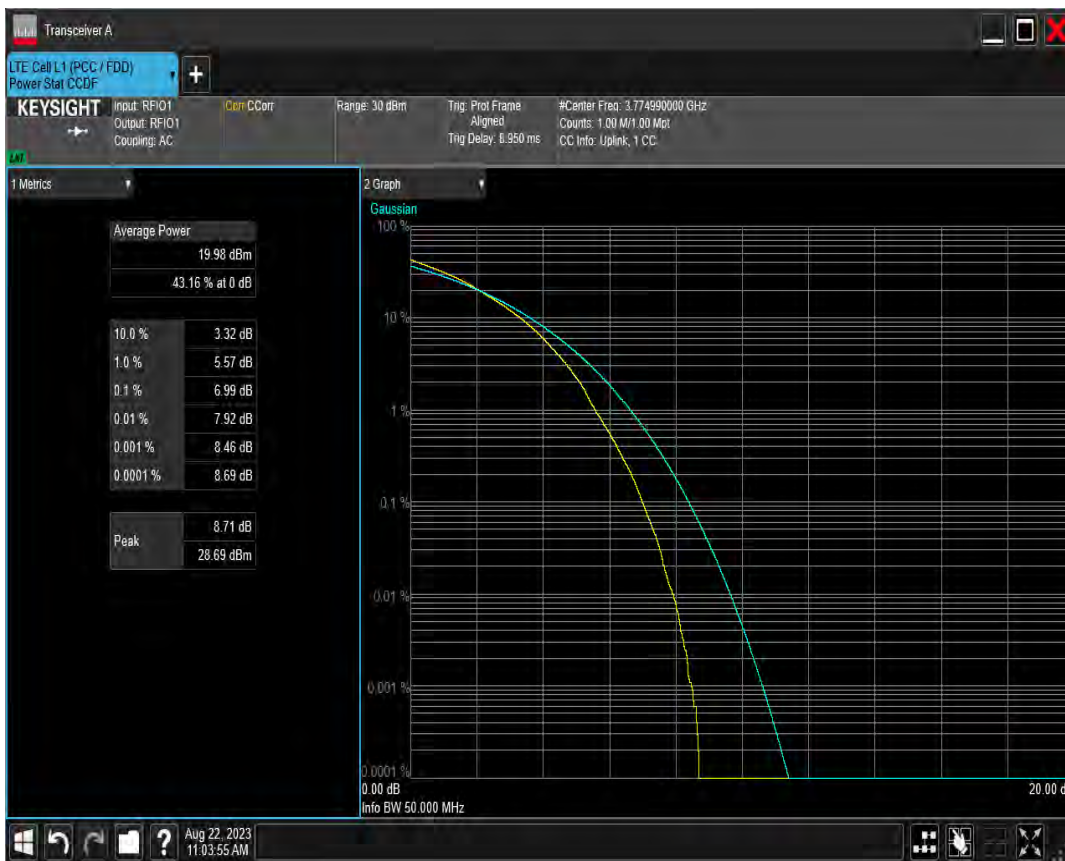 Transceiver A
LTE Cell L1 (PCC / FDD)
Power Stat CCDF
+
KEYSIGHT
Input: RFIO1
Output: RFIO1
Coupling: AC
Corr CCorr
Range: 30 dBm
Trig: Prot Frame
Aligned
Trig Delay: 8.950 ms
#Center Freq: 3.774990000 GHz
Counts: 1.00 M/1.00 Mpt
CC Info: Uplink, 1 CC
1 Metrics
Average Power
19.98 dBm
43.16 % at 0 dB
10.0 % 3.32 dB
1.0 % 5.57 dB
0.1 % 6.99 dB
0.01 % 7.92 dB
0.001 % 8.46 dB
0.0001 % 8.69 dB
Peak
8.71 dB
28.69 dBm
2 Graph
Gaussian
100 %
10 %
1 %
0.1 %
0.01 %
0.001 %
0.0001 %
0.00 dB
20.00 d
Info BW 50.000 MHz
?
Aug 22, 2023
11:03:55 AM